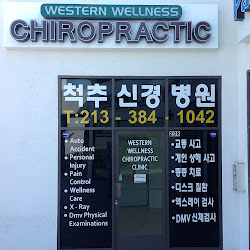 WESTERN WELLNESS
CHIROPRACTIC
척추 신경 병원
T:213 - 384 - 1042
• Auto
Accident
• Personal
Injury
• Pain
Control
• Wellness
Care
• X - Ray
• Dmv Physical
Examinations
WESTERN
WELLNESS
CHIROPRACTIC
CLINIC
•교통 사고
•개인 상해 사고
•통증 치료
•디스크 질환
•엑스레이 검사
•DMV 신체검사